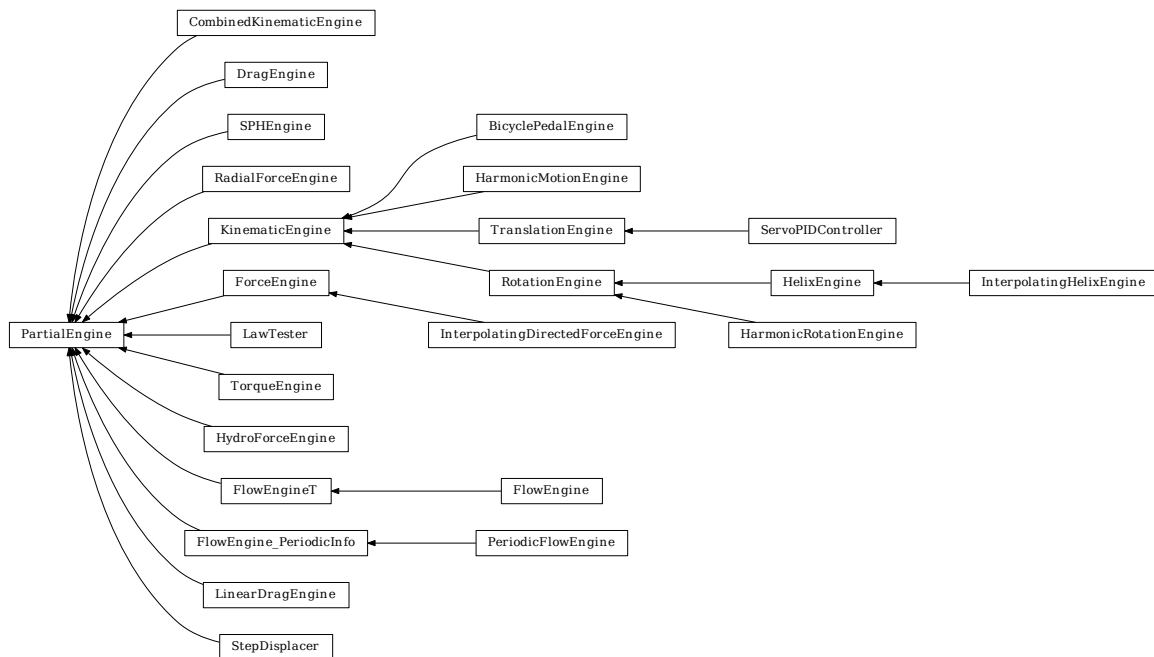 CombinedKinematicEngine
DragEngine
SPHEngine
BicyclePedalEngine
RadialForceEngine
HarmonicMotionEngine
KinematicEngine
TranslationEngine
ServoPIDController
ForceEngine
RotationEngine
HelixEngine
InterpolatingHelixEngine
PartialEngine
LawTester
InterpolatingDirectedForceEngine
HarmonicRotationEngine
TorqueEngine
HydroForceEngine
FlowEngineT
FlowEngine
FlowEngine_PeriodicInfo
PeriodicFlowEngine
LinearDragEngine
StepDisplacer